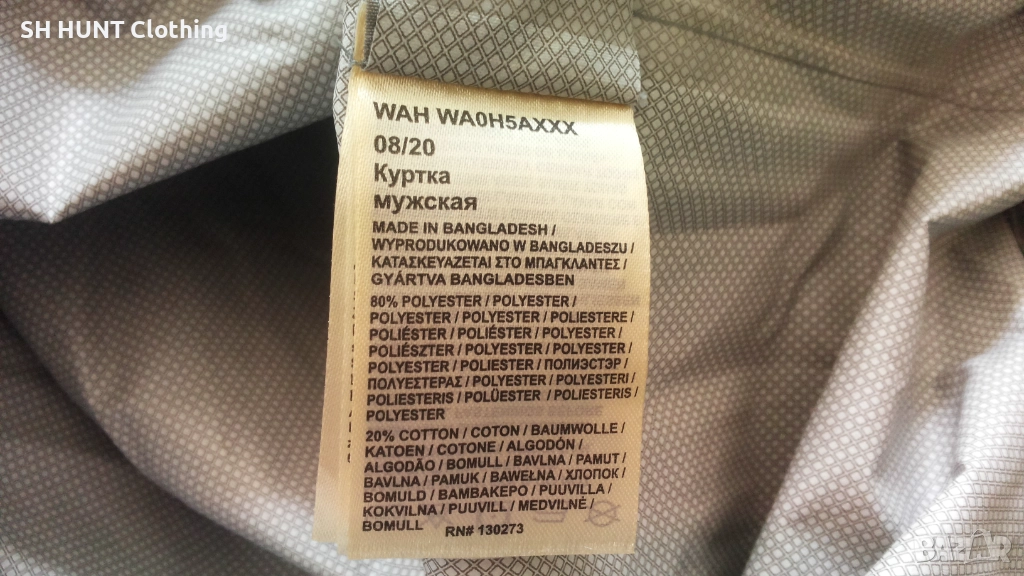 SH HUNT Clothing
WAH WA0H5AXXX
08/20
Куртка
мужская
MADE IN BANGLADESH /
WYPRODUKOWANO W BANGLADESZU /
ΚΑΤΑΣΚΕΥΑΖΕΤΑΙ ΣΤΟ ΜΠΑΓΚΛΑΝΤΕΣ /
GYÁRTVA BANGLADESBEN
80% POLYESTER / POLYESTER /
POLYESTER / POLYESTER / POLIESTERE /
POLIÉSTER / POLIÉSTER / POLYESTER /
POLIÉSZTER / POLYESTER / POLYESTER /
POLYESTER / POLIESTER / ПОЛИЭСТЭР /
ΠΟΛΥΕΣΤΕΡΑΣ / POLYESTER / POLYESTERI /
POLIESTERIS / POLÜESTER / POLIESTERIS /
POLYESTER
20% COTTON / COTON / BAUMWOLLE /
KATOEN / COTONE / ALGODÓN /
ALGODÃO / BOMULL / BAVLNA / PAMUT /
BAVLNA / PAMUK / BAWEŁNA / ХЛОПОК /
BOMULD / ΒΑΜΒΑΚΕΡΟ / PUUVILLA /
KOKVILNA / PUUVILL / MEDVILNĖ /
BOMULL
RN# 130273
BAZAR